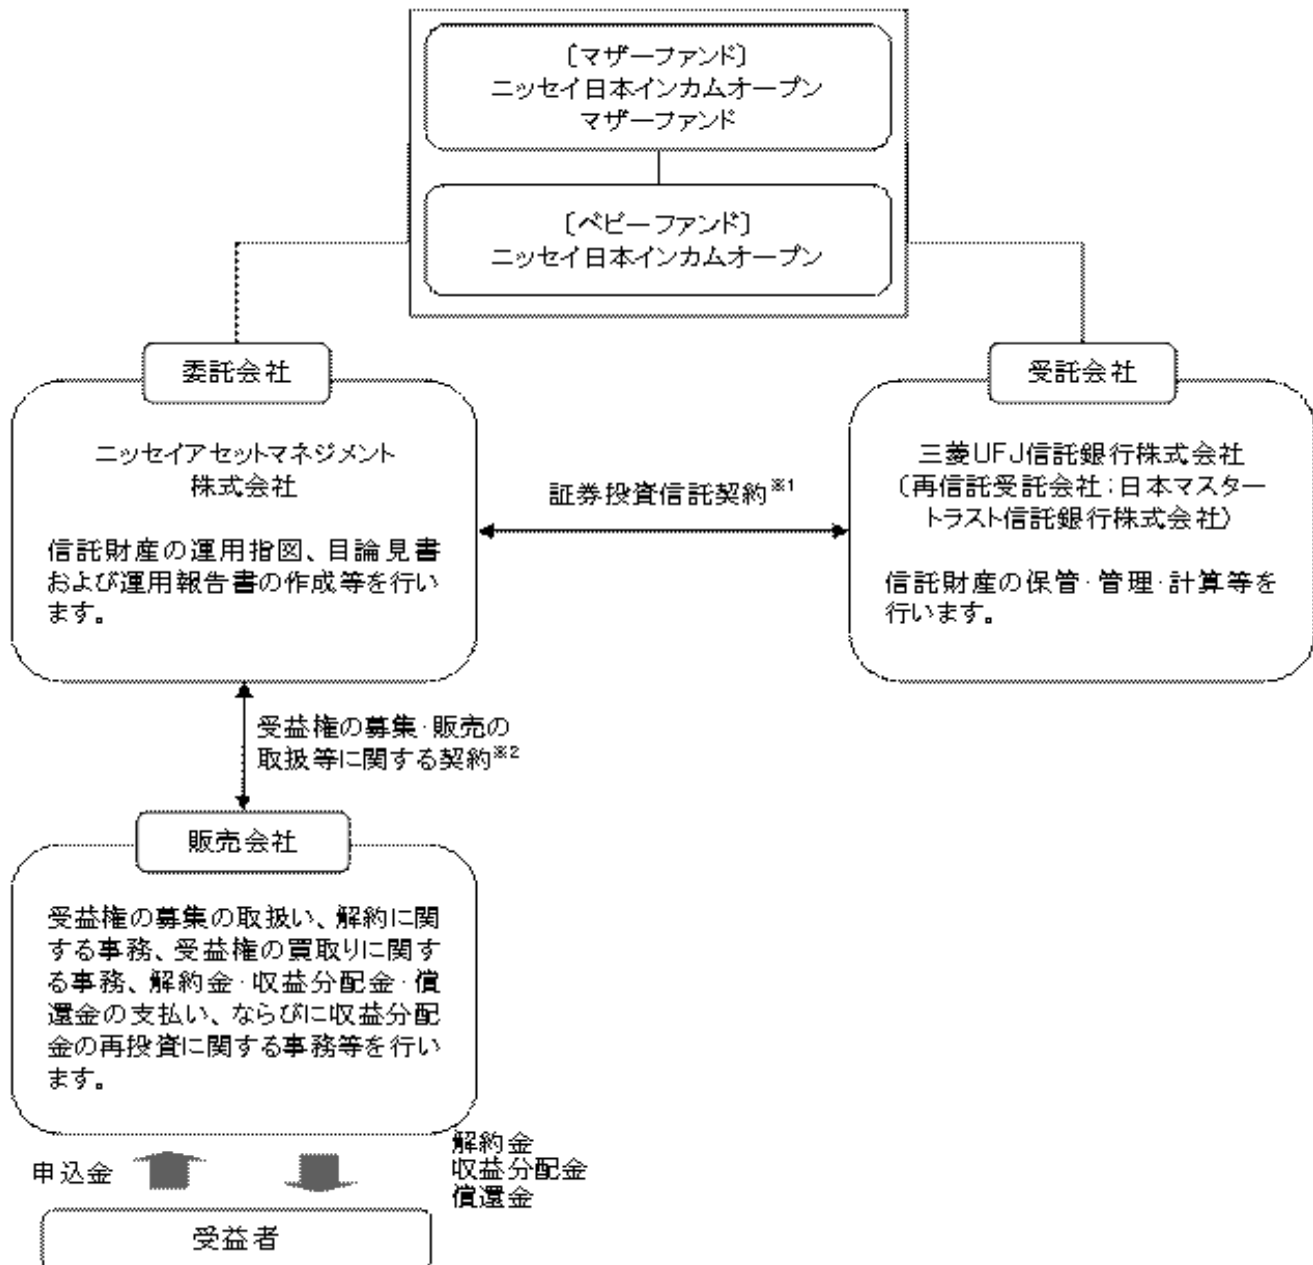 〔マザーファンド〕
ニッセイ日本インカムオープン
マザーファンド
〔ベビーファンド〕
ニッセイ日本インカムオープン
委託会社
ニッセイアセットマネジメント
株式会社
信託財産の運用指図、目論見書
および運用報告書の作成等を行い
ます。
証券投資信託契約※1
受託会社
三菱UFJ信託銀行株式会社
(再信託受託会社：日本マスター
トラスト信託銀行株式会社)
信託財産の保管・管理・計算等を
行います。
受益権の募集・販売の
取扱等に関する契約※2
販売会社
受益権の募集の取扱い、解約に関
する事務、受益権の買取りに関す
る事務、解約金・収益分配金・償
還金の支払い、ならびに収益分配
金の再投資に関する事務等を行い
ます。
申込金
解約金
収益分配金
償還金
受益者